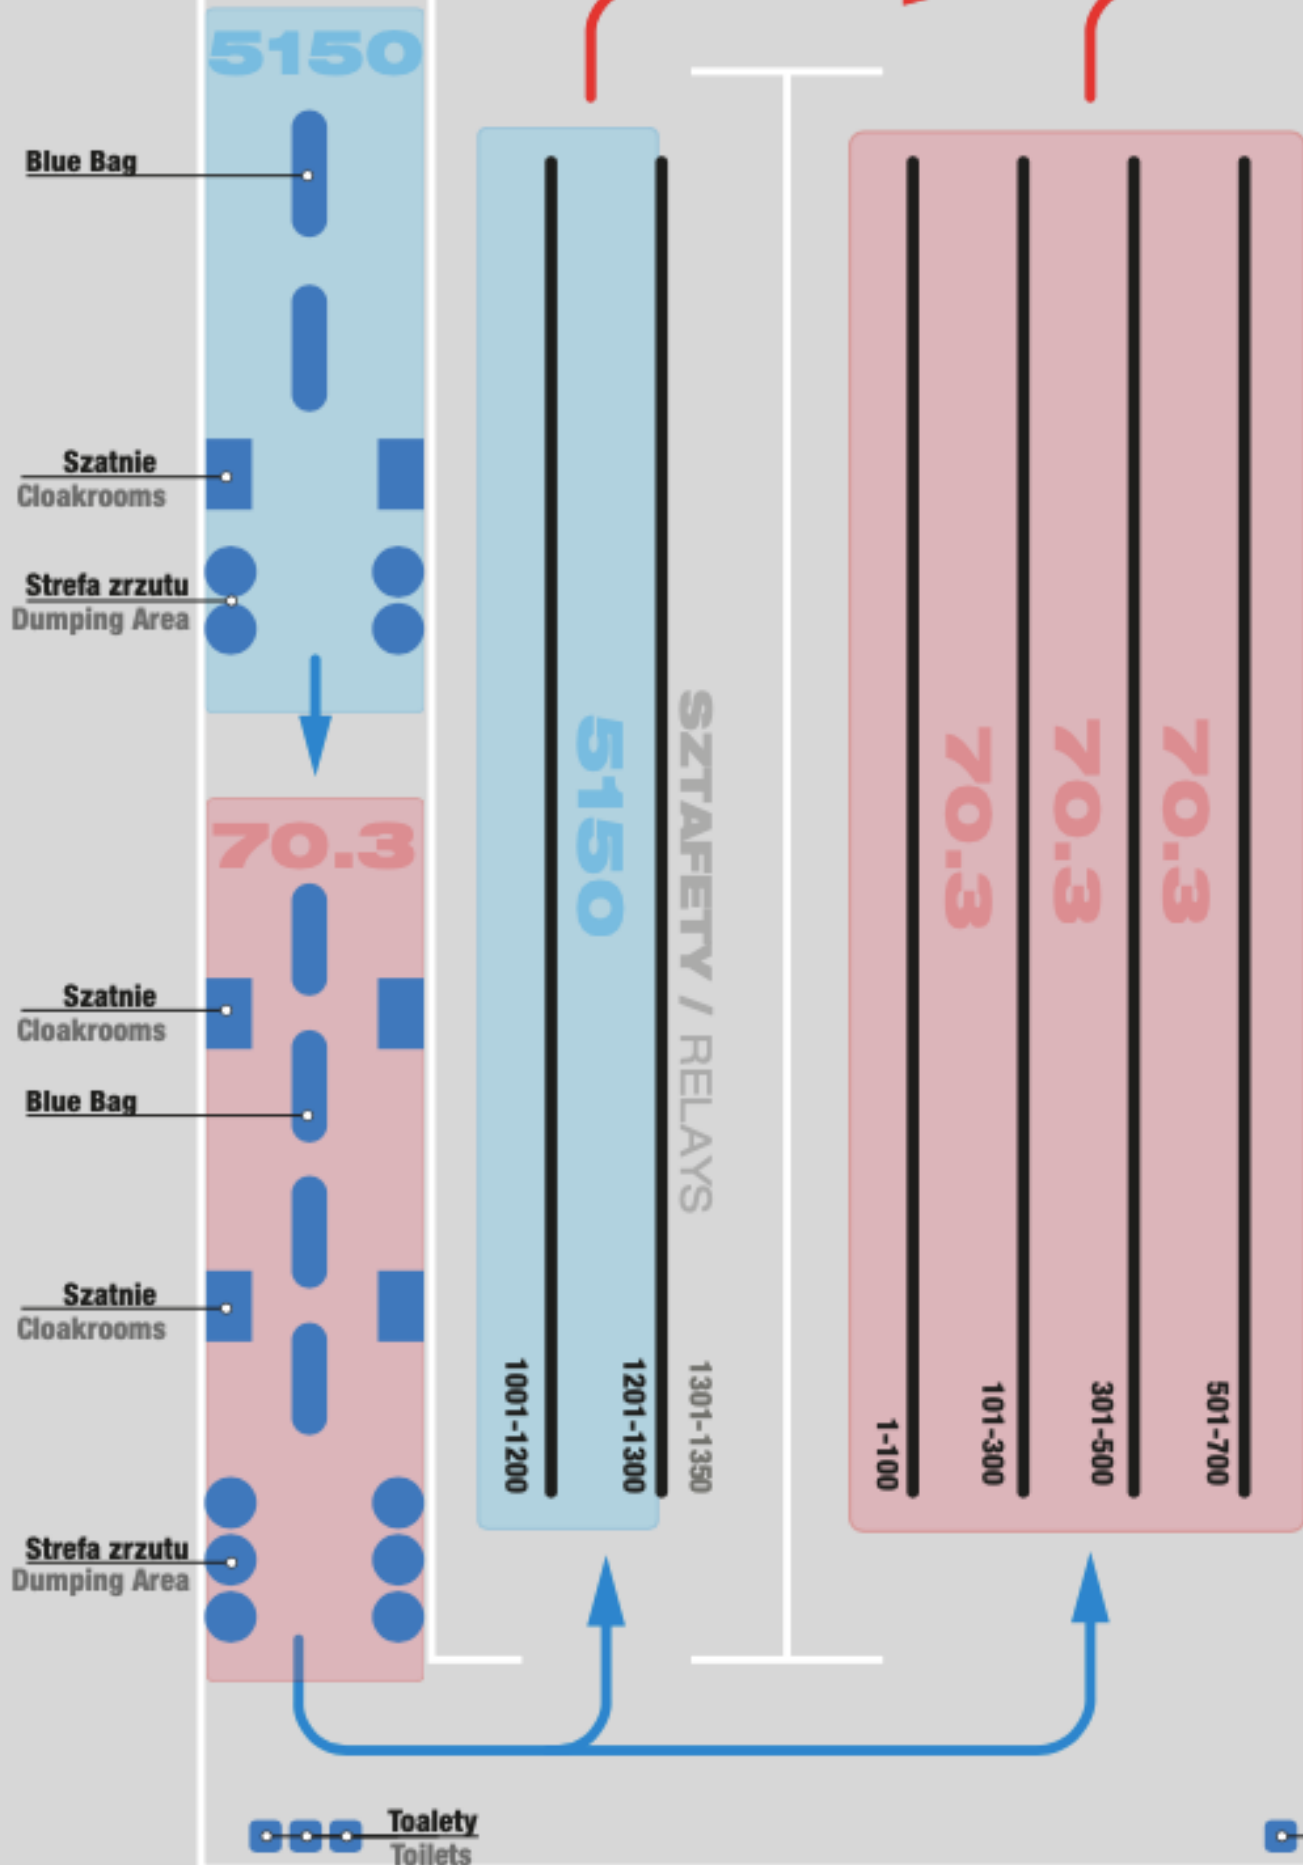 5150
Blue Bag
Szatnie
Cloakrooms
Strefa zrzutu
Dumping Area
70.3
Szatnie
Cloakrooms
Blue Bag
Szatnie
Cloakrooms
Strefa zrzutu
Dumping Area
5150
SZTAFETY / RELAYS
1001-1200
1201-1300
1301-1350
70.3
70.3
70.3
1-100
101-300
301-500
501-700
Toalety
Toilets